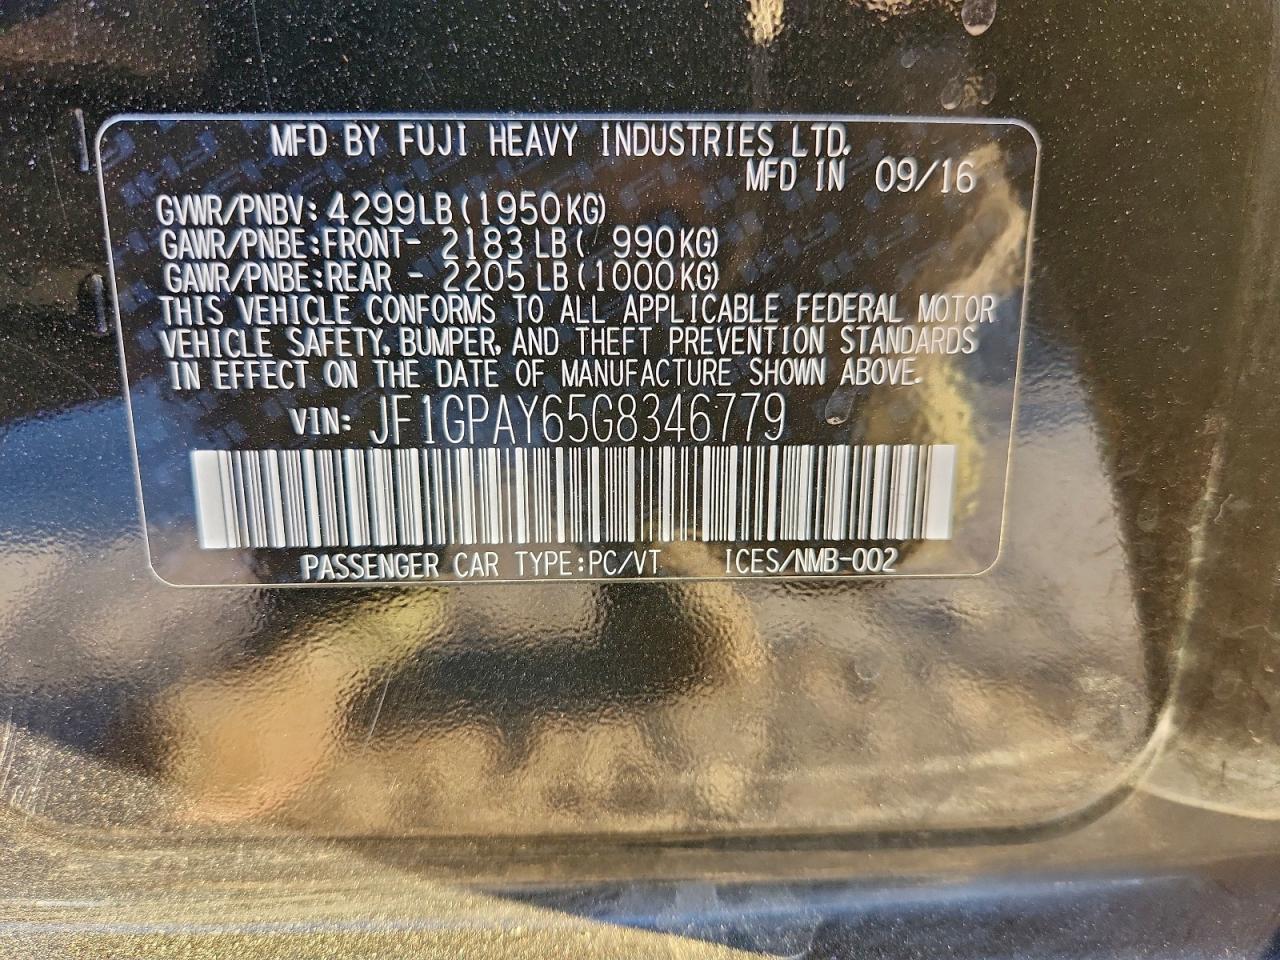 MFD BY FUJI HEAVY INDUSTRIES LTD.
MFD IN 09/16
GVWR/PNBV: 4299LB(1950KG)
GAWR/PNBE:FRONT- 2183LB( 990KG)
GAWR/PNBE:REAR - 2205LB(1000KG)
THIS VEHICLE CONFORMS TO ALL APPLICABLE FEDERAL MOTOR
VEHICLE SAFETY, BUMPER, AND THEFT PREVENTION STANDARDS
IN EFFECT ON THE DATE OF MANUFACTURE SHOWN ABOVE.
VIN: JF1GPAY65G8346779
PASSENGER CAR TYPE:PC/VT ICES/NMB-002